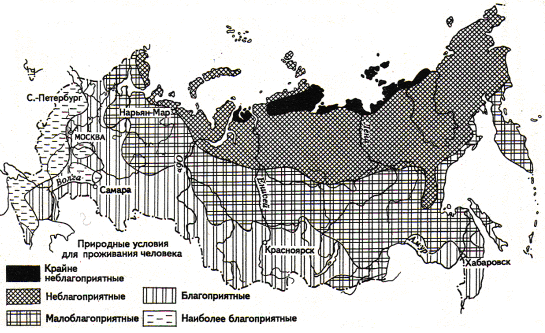 С.-Петербург
Нарьян-Мар
МОСКВА
Волга
Самара
Обь
Енисей
Лена
Красноярск
Амур
Хабаровск
Природные условия
для проживания человека
Крайне
неблагоприятные
Неблагоприятные
Благоприятные
Малоблагоприятные
Наиболее благоприятные